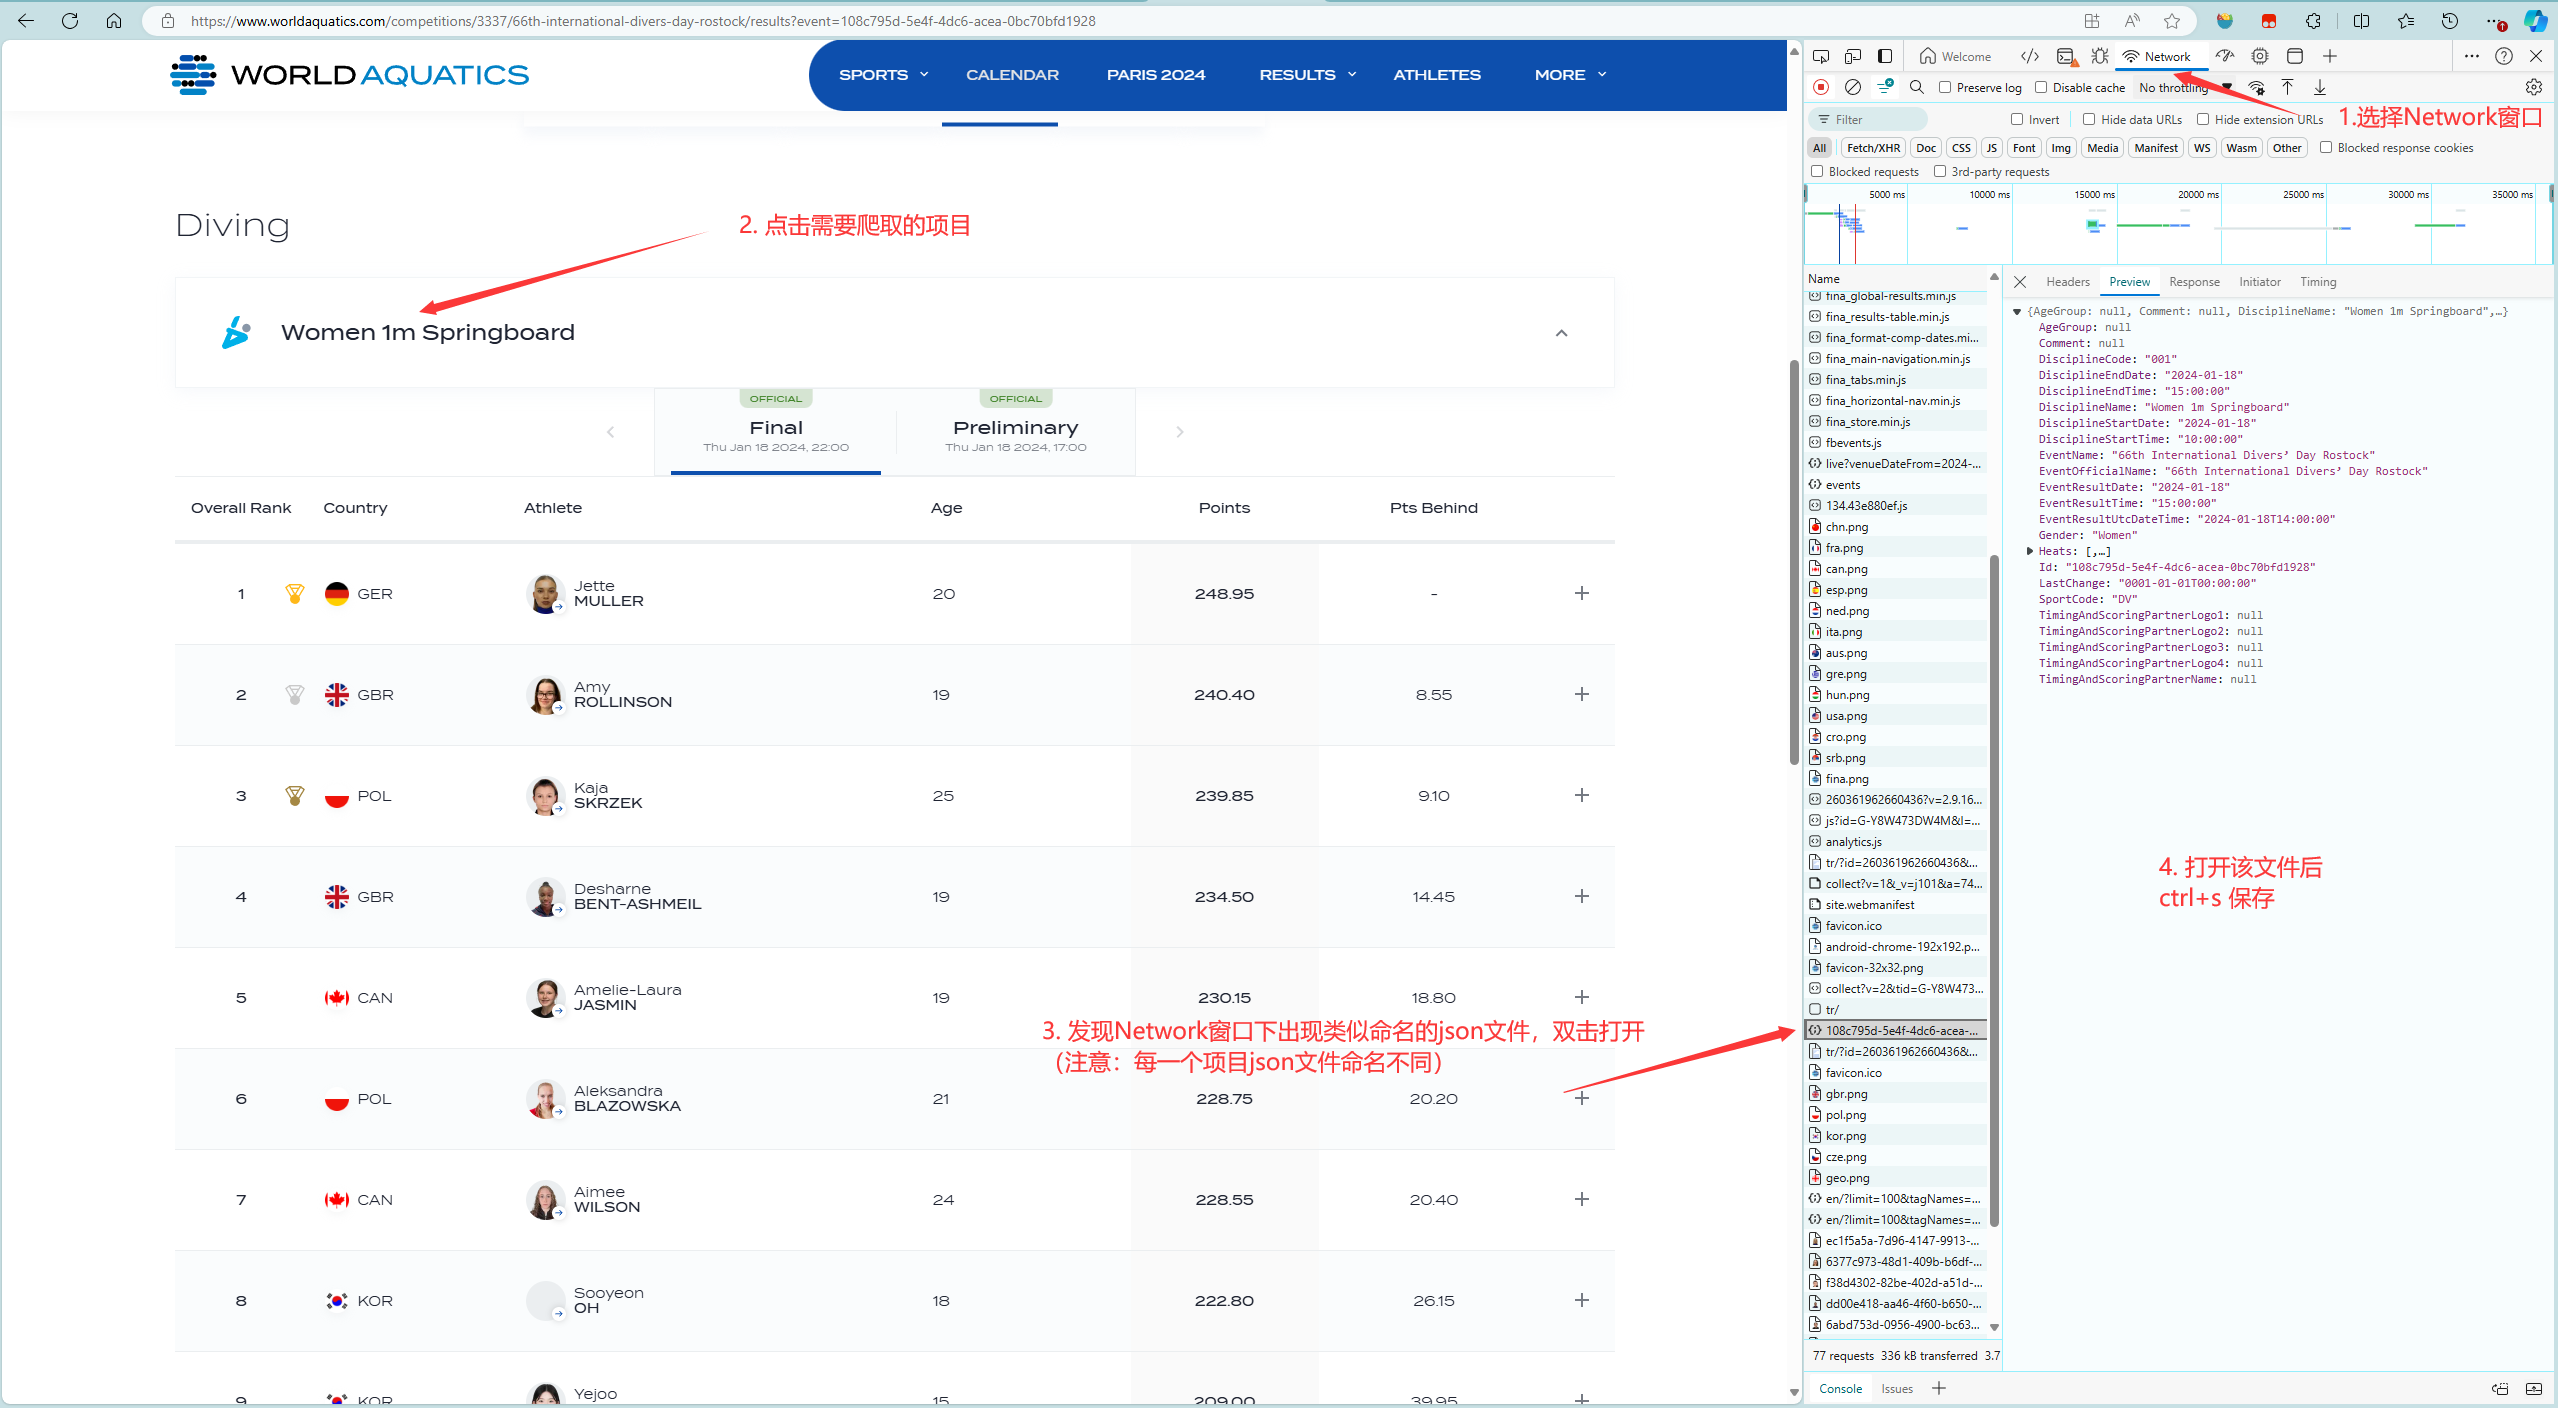 https://www.worldaquatics.com/competitions/3337/66th-international-divers-day-rostock/results?event=108c795d-5e4f-4dc6-acea-0bc70bfd1928
WORLD AQUATICS
SPORTS
CALENDAR
PARIS 2024
RESULTS
ATHLETES
MORE
Diving
2. 点击需要爬取的项目
Women 1m Springboard
OFFICIAL
Final
Thu Jan 18 2024, 22:00
OFFICIAL
Preliminary
Thu Jan 18 2024, 17:00
Overall Rank Country Athlete Age Points Pts Behind
1 GER Jette MULLER 20 248.95 - +
2 GBR Amy ROLLINSON 19 240.40 8.55 +
3 POL Kaja SKRZEK 25 239.85 9.10 +
4 GBR Desharne BENT-ASHMEIL 19 234.50 14.45 +
5 CAN Amelie-Laura JASMIN 19 230.15 18.80 +
3. 发现Network窗口下出现类似命名的json文件，双击打开
（注意：每一个项目json文件命名不同）
6 POL Aleksandra BLAZOWSKA 21 228.75 20.20 +
7 CAN Aimee WILSON 24 228.55 20.40 +
8 KOR Sooyeon OH 18 222.80 26.15 +
9 KOR Yejoo 15 209.00 39.95 +
Welcome
Network
Preserve log
Disable cache
No throttling
1.选择Network窗口
Filter
Invert
Hide data URLs
Hide extension URLs
All Fetch/XHR Doc CSS JS Font Img Media Manifest WS Wasm Other
Blocked response cookies
Blocked requests
3rd-party requests
5000 ms 10000 ms 15000 ms 20000 ms 25000 ms 30000 ms 35000 ms
Name
fina_global-results.min.js
fina_results-table.min.js
fina_format-comp-dates.mi...
fina_main-navigation.min.js
fina_tabs.min.js
fina_horizontal-nav.min.js
fina_store.min.js
fbevents.js
live?venueDateFrom=2024-...
events
134.43e880ef.js
chn.png
fra.png
can.png
esp.png
ned.png
ita.png
aus.png
gre.png
hun.png
usa.png
cro.png
srb.png
fina.png
260361962660436?v=2.9.16...
js?id=G-Y8W473DW4M&l=...
analytics.js
tr/?id=260361962660436&...
collect?v=1&_v=j101&a=74...
site.webmanifest
favicon.ico
android-chrome-192x192.p...
favicon-32x32.png
collect?v=2&tid=G-Y8W473...
tr/
108c795d-5e4f-4dc6-acea-...
tr/?id=260361962660436&...
favicon.ico
gbr.png
pol.png
kor.png
cze.png
geo.png
en/?limit=100&tagNames=...
en/?limit=100&tagNames=...
ec1f5a5a-7d96-4147-9913-...
6377c973-48d1-409b-b6df-...
f38d4302-82be-402d-a51d-...
dd00e418-aa46-4f60-b650-...
6abd753d-0956-4900-bc63...
77 requests 336 kB transferred 3.7
Headers Preview Response Initiator Timing
{AgeGroup: null, Comment: null, DisciplineName: "Women 1m Springboard",…}
AgeGroup: null
Comment: null
DisciplineCode: "001"
DisciplineEndDate: "2024-01-18"
DisciplineEndTime: "15:00:00"
DisciplineName: "Women 1m Springboard"
DisciplineStartDate: "2024-01-18"
DisciplineStartTime: "10:00:00"
EventName: "66th International Divers’ Day Rostock"
EventOfficialName: "66th International Divers’ Day Rostock"
EventResultDate: "2024-01-18"
EventResultTime: "15:00:00"
EventResultUtcDateTime: "2024-01-18T14:00:00"
Gender: "Women"
Heats: [,…]
Id: "108c795d-5e4f-4dc6-acea-0bc70bfd1928"
LastChange: "0001-01-01T00:00:00"
SportCode: "DV"
TimingAndScoringPartnerLogo1: null
TimingAndScoringPartnerLogo2: null
TimingAndScoringPartnerLogo3: null
TimingAndScoringPartnerLogo4: null
TimingAndScoringPartnerName: null
4. 打开该文件后
ctrl+s 保存
Console Issues